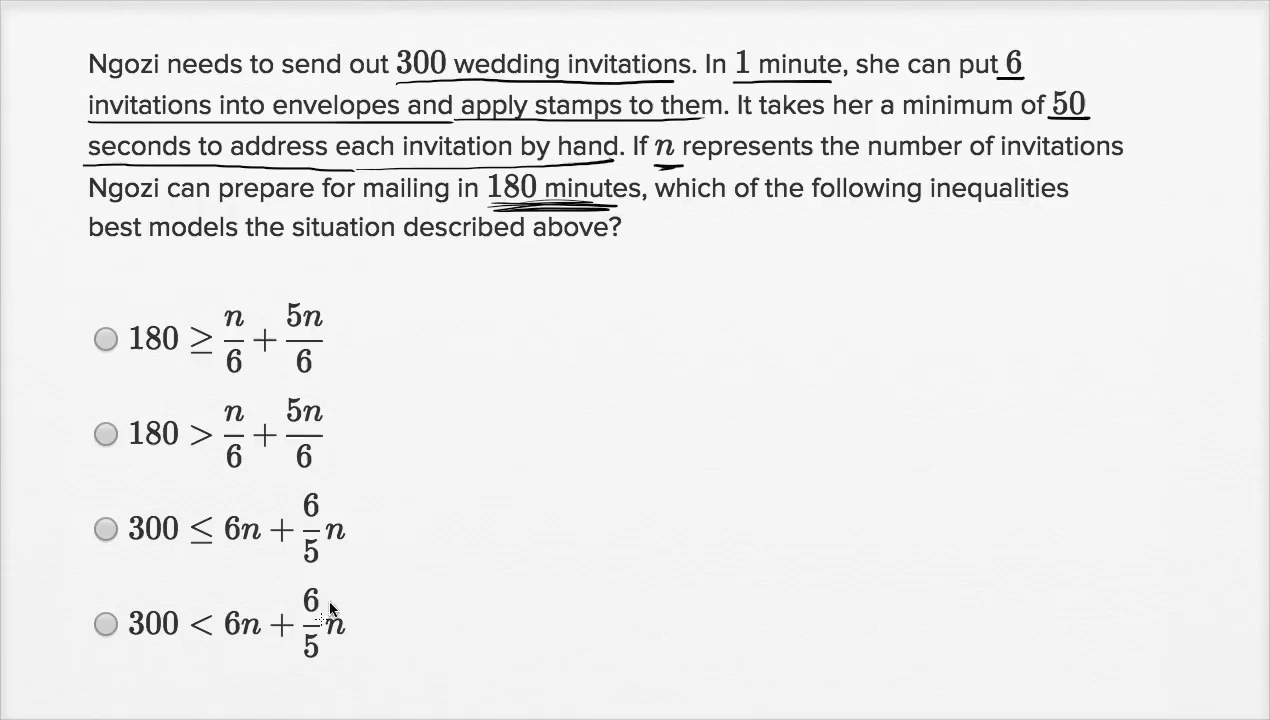 Ngozi needs to send out 300 wedding invitations. In 1 minute, she can put 6
invitations into envelopes and apply stamps to them. It takes her a minimum of 50
seconds to address each invitation by hand. If n represents the number of invitations
Ngozi can prepare for mailing in 180 minutes, which of the following inequalities
best models the situation described above?
180 ≥ n/6 + 5n/6
180 > n/6 + 5n/6
300 ≤ 6n + 6/5 n
300 < 6n + 6/5 n